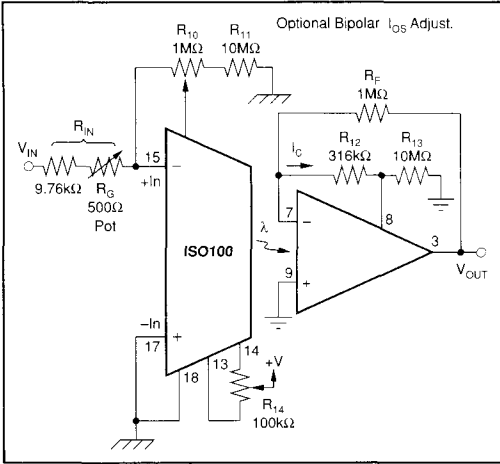 Optional Bipolar I_OS Adjust.
R10
1MΩ
R11
10MΩ
RIN
VIN
9.76kΩ
RG
500Ω
Pot
15
−
+In
ISO100
−In
17
+
18
13
14
+V
R14
100kΩ
λ
RF
1MΩ
IC
R12
316kΩ
R13
10MΩ
7
−
8
9
+
3
VOUT